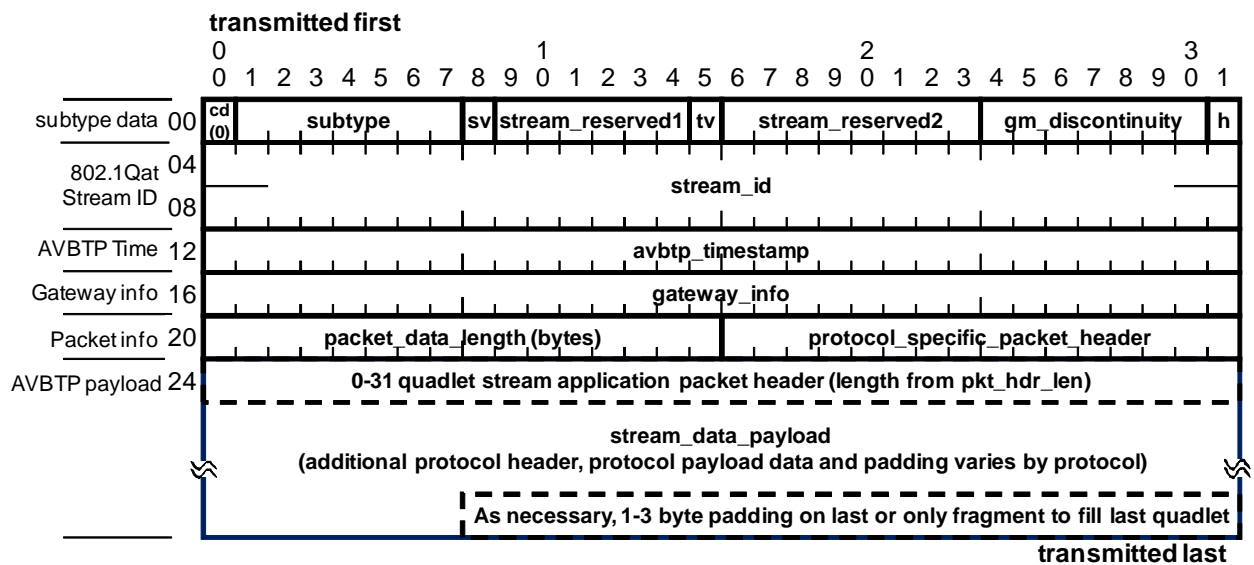 transmitted first
0 1 2 3
0 1 2 3 4 5 6 7 8 9 0 1 2 3 4 5 6 7 8 9 0 1 2 3 4 5 6 7 8 9 0 1
subtype data 00 cd (0) subtype sv stream_reserved1 tv stream_reserved2 gm_discontinuity h
802.1Qat Stream ID 04 08 stream_id
AVBTP Time 12 avbtp_timestamp
Gateway info 16 gateway_info
Packet info 20 packet_data_length (bytes) protocol_specific_packet_header
AVBTP payload 24 0-31 quadlet stream application packet header (length from pkt_hdr_len)
stream_data_payload
(additional protocol header, protocol payload data and padding varies by protocol)
As necessary, 1-3 byte padding on last or only fragment to fill last quadlet
transmitted last